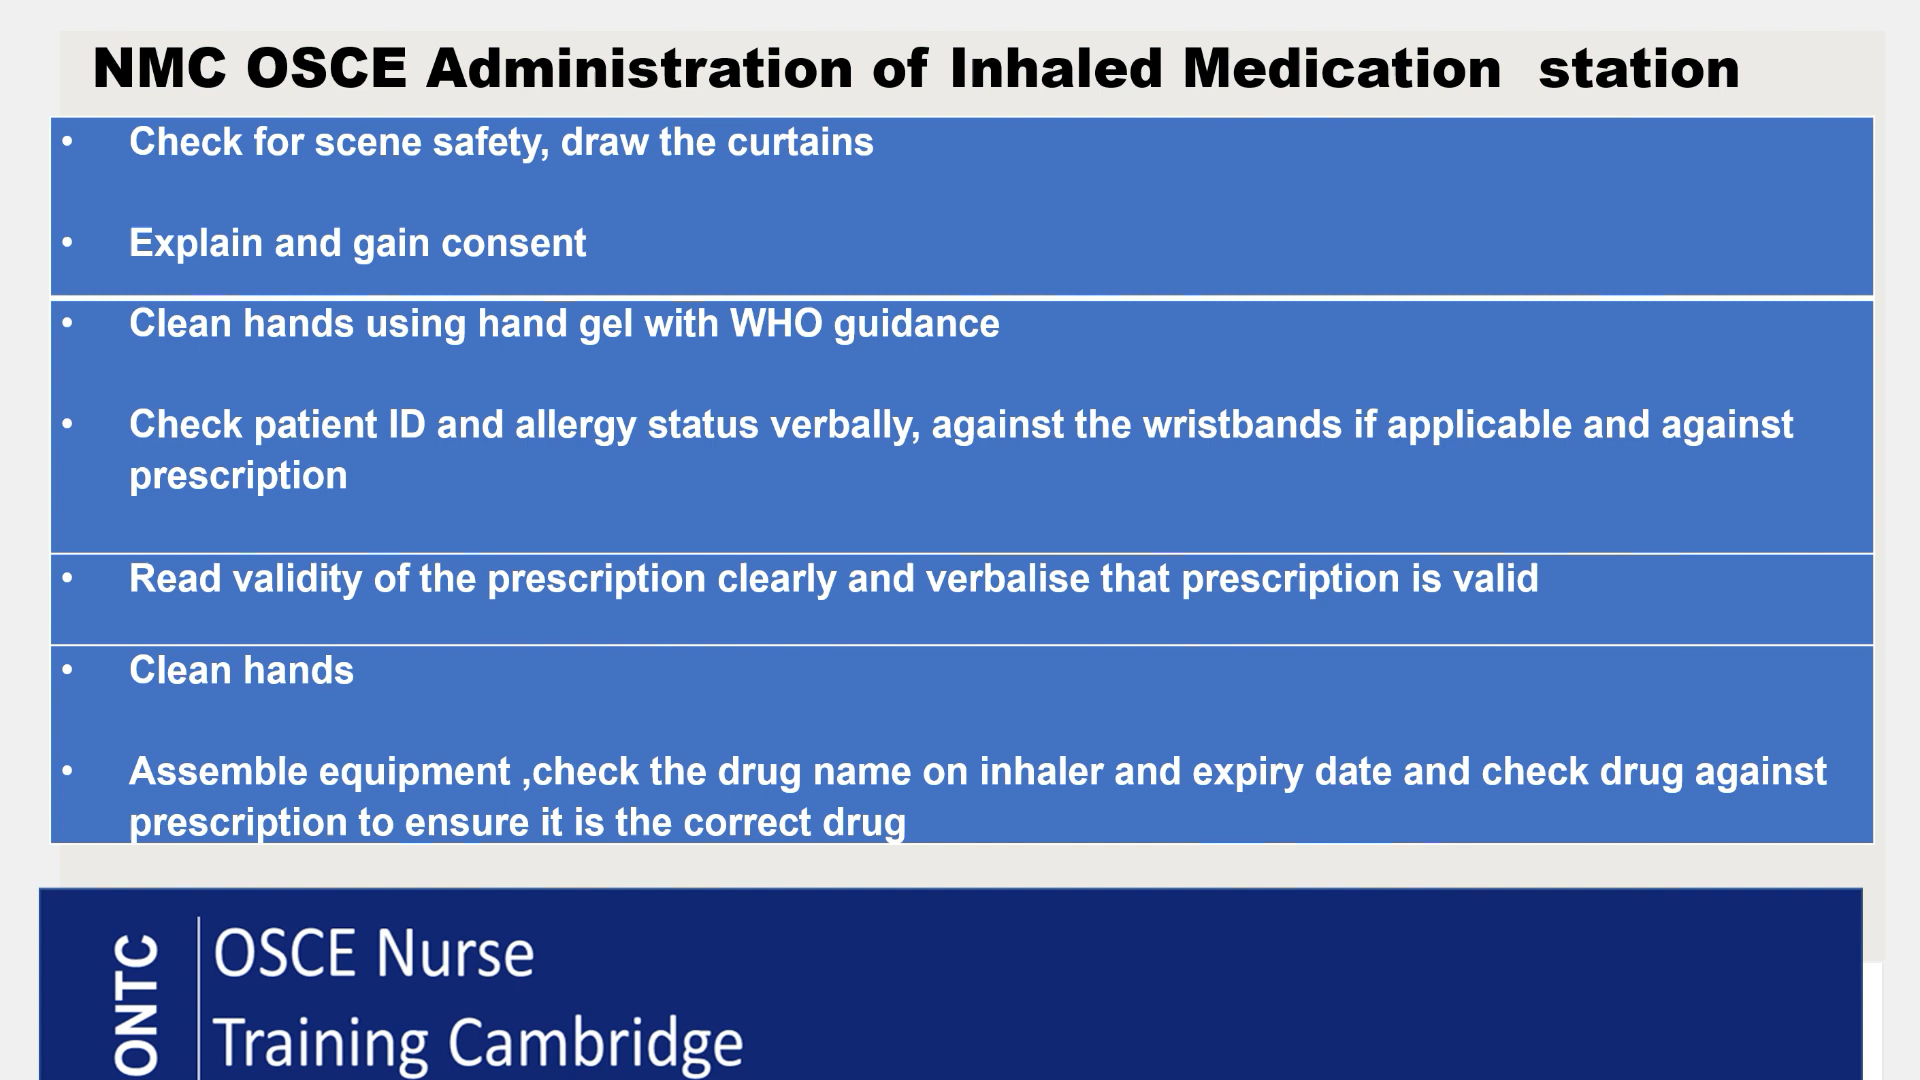 NMC OSCE Administration of Inhaled Medication  station
• Check for scene safety, draw the curtains
• Explain and gain consent
• Clean hands using hand gel with WHO guidance
• Check patient ID and allergy status verbally, against the wristbands if applicable and against
prescription
• Read validity of the prescription clearly and verbalise that prescription is valid
• Clean hands
• Assemble equipment ,check the drug name on inhaler and expiry date and check drug against
prescription to ensure it is the correct drug
ONTC
OSCE Nurse
Training Cambridge